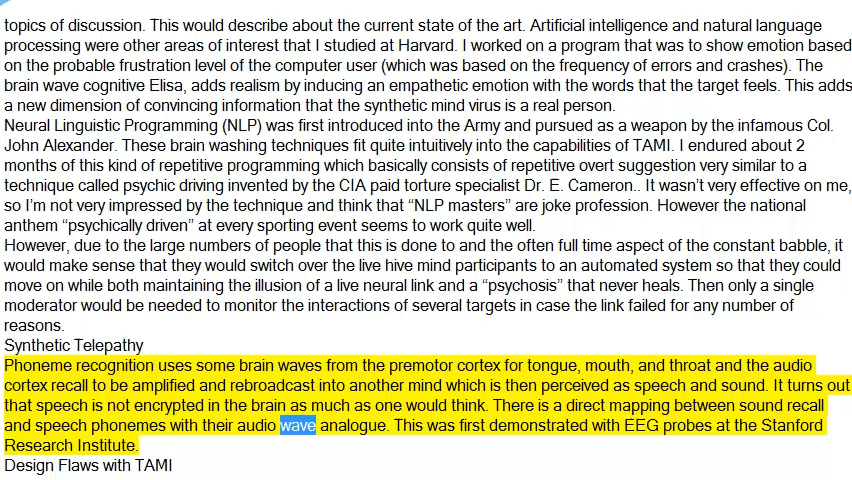 topics of discussion. This would describe about the current state of the art. Artificial intelligence and natural language
processing were other areas of interest that I studied at Harvard. I worked on a program that was to show emotion based
on the probable frustration level of the computer user (which was based on the frequency of errors and crashes). The
brain wave cognitive Elisa, adds realism by inducing an empathetic emotion with the words that the target feels. This adds
a new dimension of convincing information that the synthetic mind virus is a real person.
Neural Linguistic Programming (NLP) was first introduced into the Army and pursued as a weapon by the infamous Col.
John Alexander. These brain washing techniques fit quite intuitively into the capabilities of TAMI. I endured about 2
months of this kind of repetitive programming which basically consists of repetitive overt suggestion very similar to a
technique called psychic driving invented by the CIA paid torture specialist Dr. E. Cameron.. It wasn’t very effective on me,
so I’m not very impressed by the technique and think that “NLP masters” are joke profession. However the national
anthem “psychically driven” at every sporting event seems to work quite well.
However, due to the large numbers of people that this is done to and the often full time aspect of the constant babble, it
would make sense that they would switch over the live hive mind participants to an automated system so that they could
move on while both maintaining the illusion of a live neural link and a “psychosis” that never heals. Then only a single
moderator would be needed to monitor the interactions of several targets in case the link failed for any number of
reasons.
Synthetic Telepathy
Phoneme recognition uses some brain waves from the premotor cortex for tongue, mouth, and throat and the audio
cortex recall to be amplified and rebroadcast into another mind which is then perceived as speech and sound. It turns out
that speech is not encrypted in the brain as much as one would think. There is a direct mapping between sound recall
and speech phonemes with their audio wave analogue. This was first demonstrated with EEG probes at the Stanford
Research Institute.
Design Flaws with TAMI